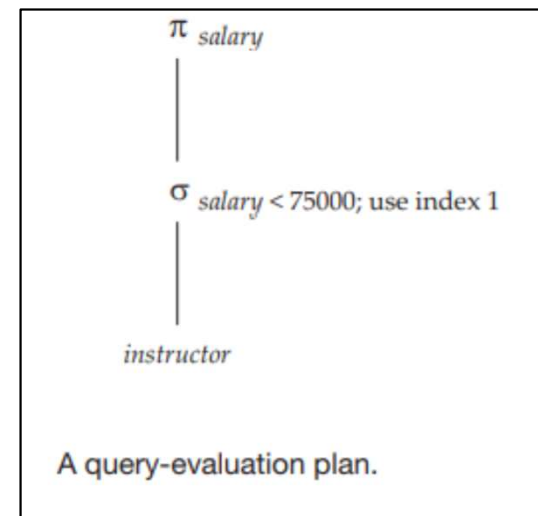 π salary
σ salary < 75000; use index 1
instructor
A query-evaluation plan.